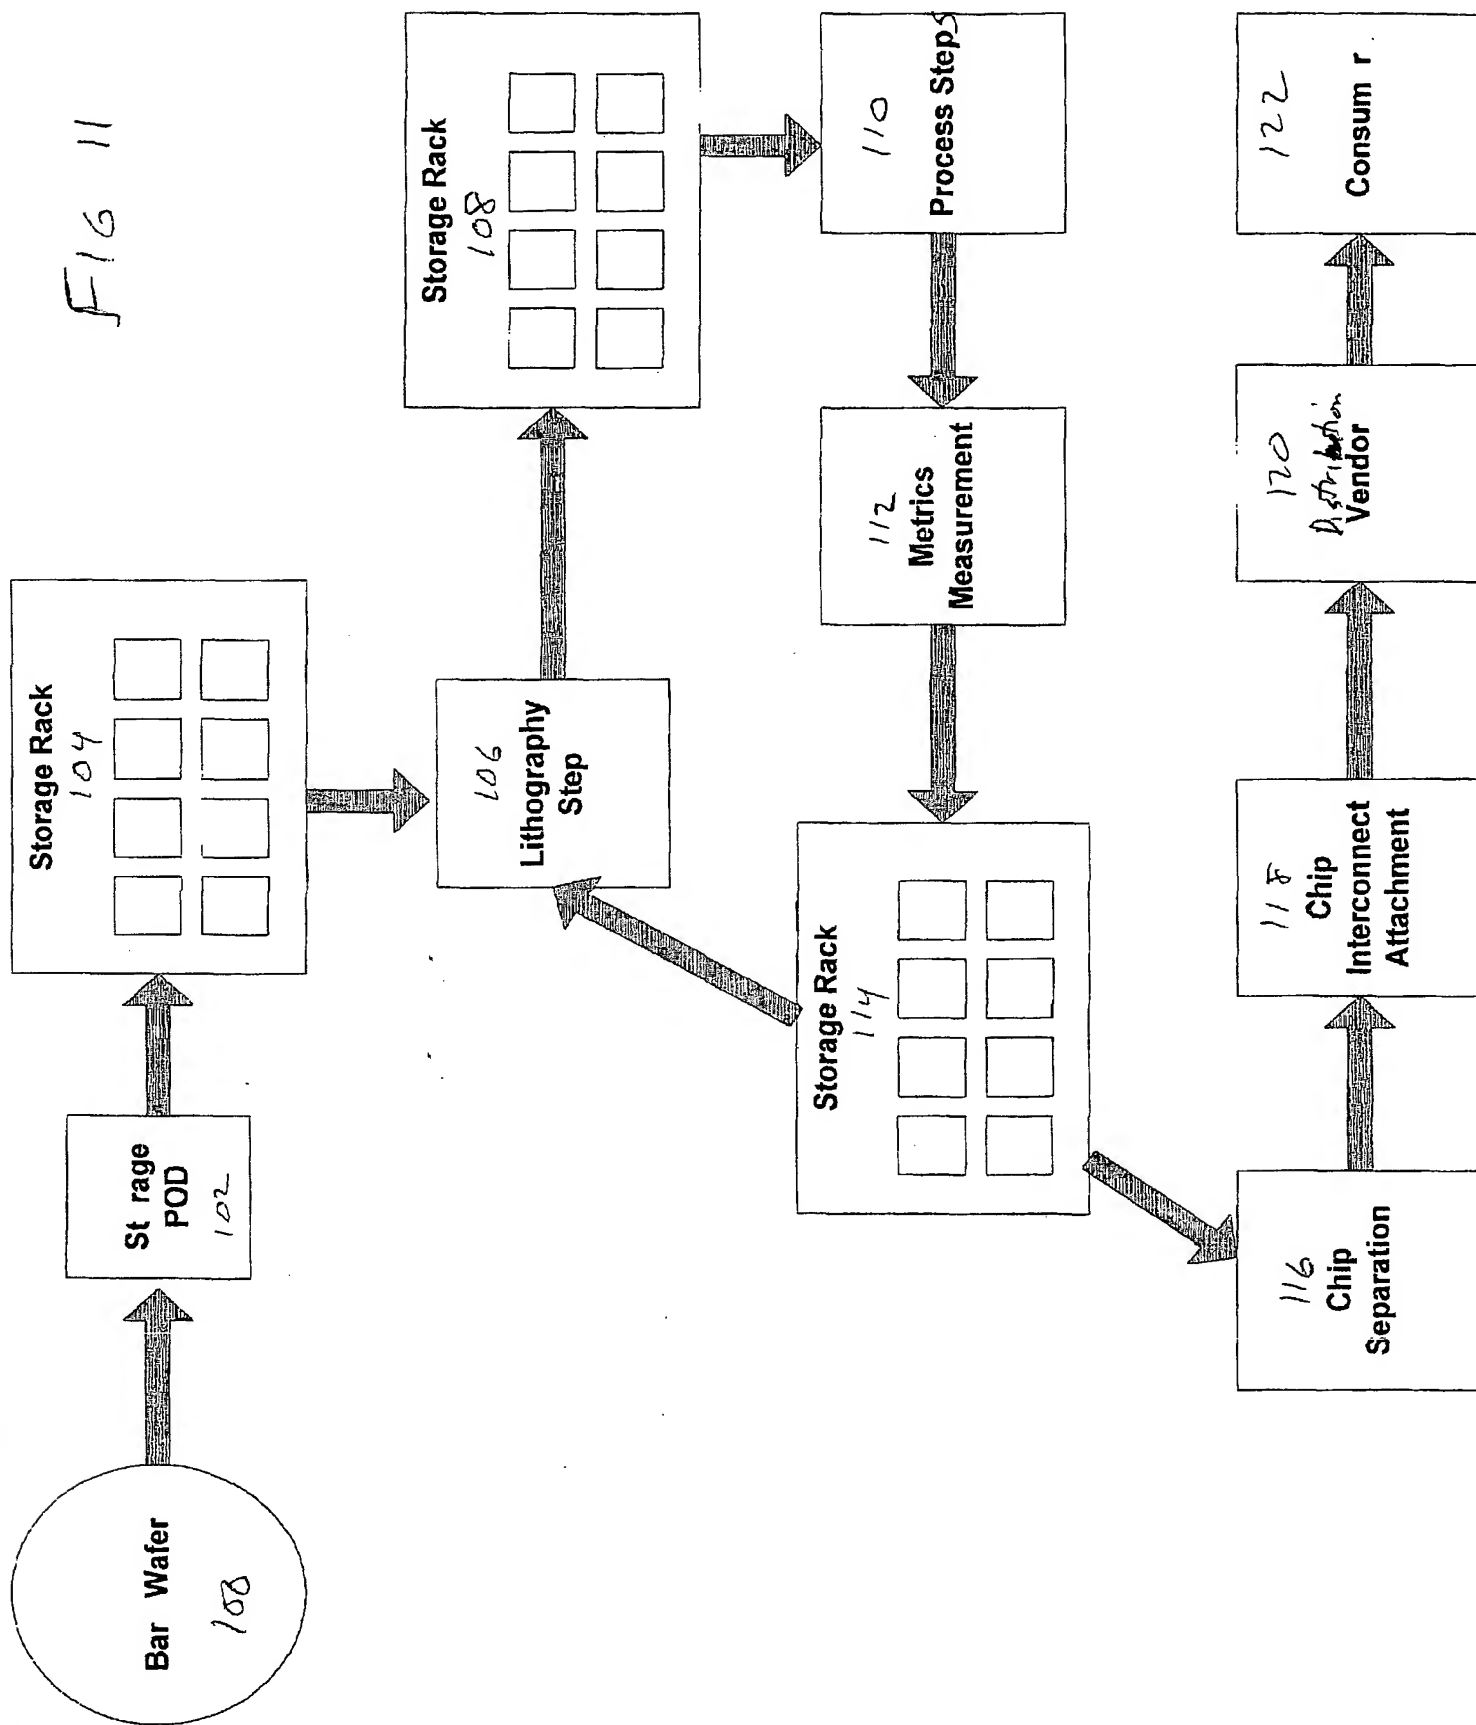 FIG 11
Bar Wafer
100
St rage
POD
102
Storage Rack
104
106
Lithography
Step
Storage Rack
108
110
Process Steps
112
Metrics
Measurement
Storage Rack
114
116
Chip
Separation
118
Chip
Interconnect
Attachment
120
Distribution
Vendor
122
Consum r